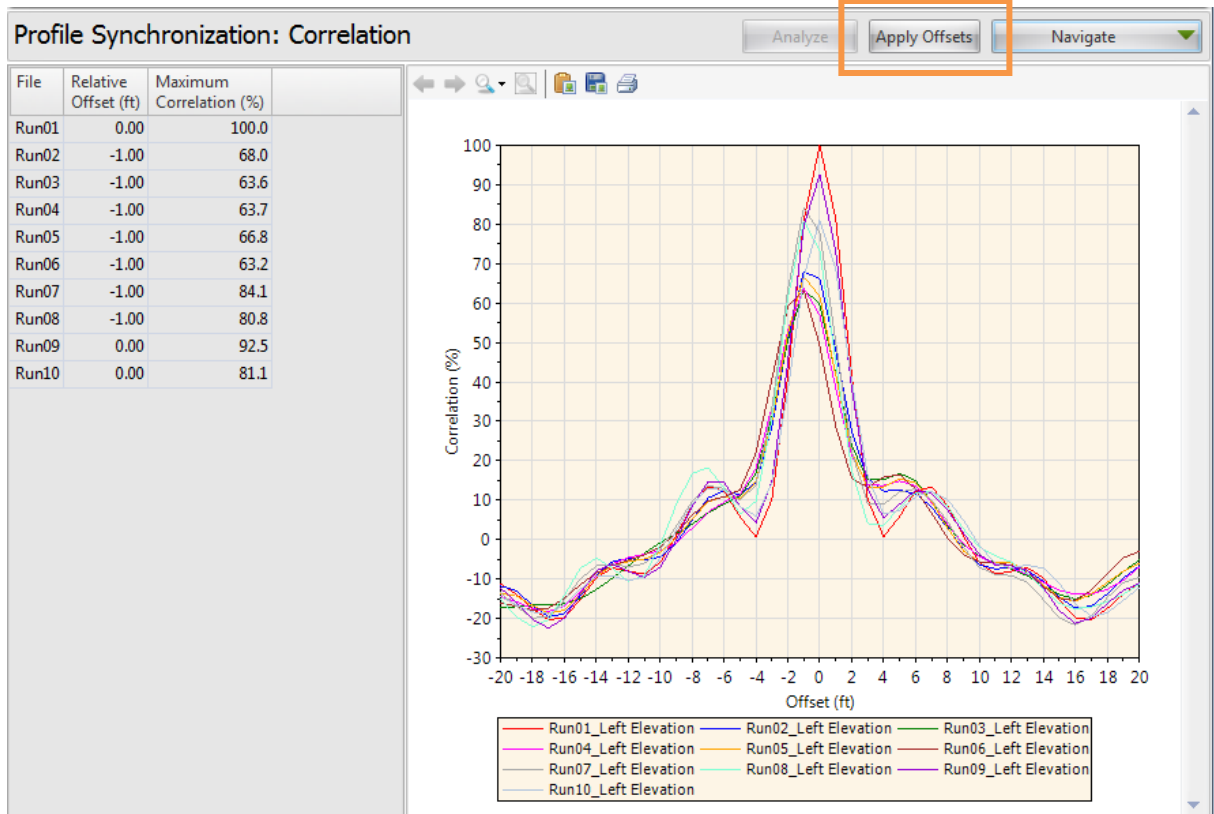 Profile Synchronization: Correlation
Analyze
Apply Offsets
Navigate
File Relative Offset (ft) Maximum Correlation (%)
Run01 0.00 100.0
Run02 -1.00 68.0
Run03 -1.00 63.6
Run04 -1.00 63.7
Run05 -1.00 66.8
Run06 -1.00 63.2
Run07 -1.00 84.1
Run08 -1.00 80.8
Run09 0.00 92.5
Run10 0.00 81.1
100
90
80
70
60
50
40
30
20
10
0
-10
-20
-30
Correlation (%)
-20 -18 -16 -14 -12 -10 -8 -6 -4 -2 0 2 4 6 8 10 12 14 16 18 20
Offset (ft)
Run01_Left Elevation Run02_Left Elevation Run03_Left Elevation
Run04_Left Elevation Run05_Left Elevation Run06_Left Elevation
Run07_Left Elevation Run08_Left Elevation Run09_Left Elevation
Run10_Left Elevation